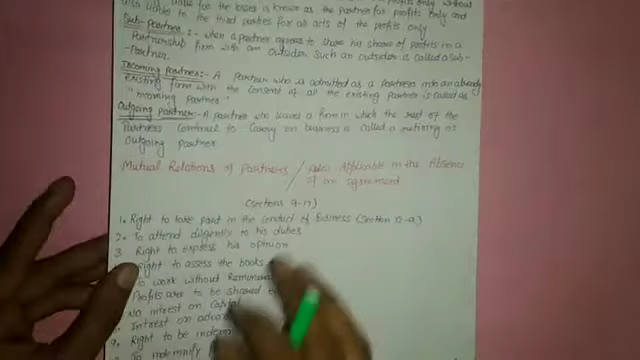 liable for the losses is known as the partner for profits only and
also liable to the third parties for all acts of the profits only
Sub-Partner :- when a partner agrees to share his share of profits in a
Partnership firm with an outsider such an outsider is called a sub-
-Partner.
Incoming Partner:- A Partner who is admitted as a Partner into an already
existing firm with the consent of all the existing Partner is called as
"Incoming Partner"
Outgoing Partner:- A partner who leaves a firm in which the rest of the
Partners continue to carry on business is called a retiring or
outgoing partner
Mutual Relations of Partners / Rules Applicable in the Absence
of an agreement
(Sections 9-17)
1. Right to take part in the conduct of Business (Section 12-a)
2. To attend diligently to his duties
3 Right to express his opinion
Right to assess the books
To work without
Profits are to be shared
No intrest on Capital
Intrest on
9. Right to be
To indemnify